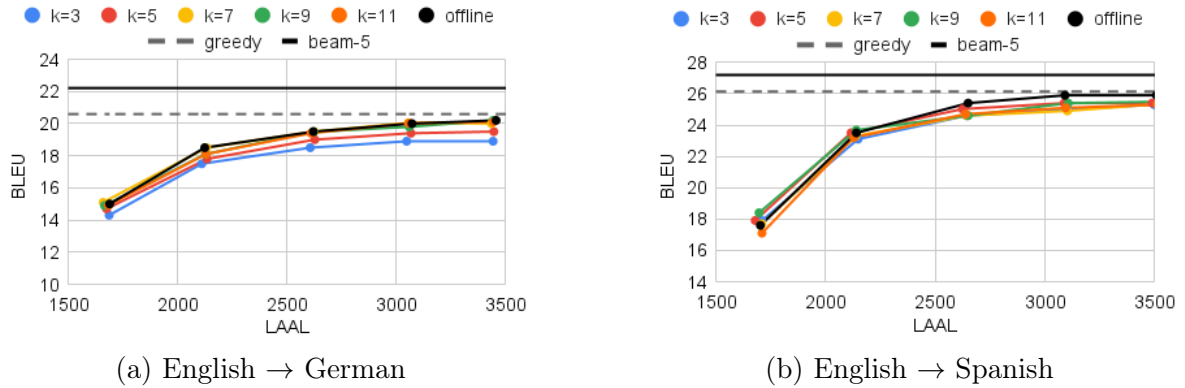 k=3 k=5 k=7 k=9 k=11 offline
greedy beam-5
24
22
20
18
16
14
12
10
BLEU
1500 2000 2500 3000 3500
LAAL
(a) English → German
k=3 k=5 k=7 k=9 k=11 offline
greedy beam-5
28
26
24
22
20
18
16
14
BLEU
1500 2000 2500 3000 3500
LAAL
(b) English → Spanish